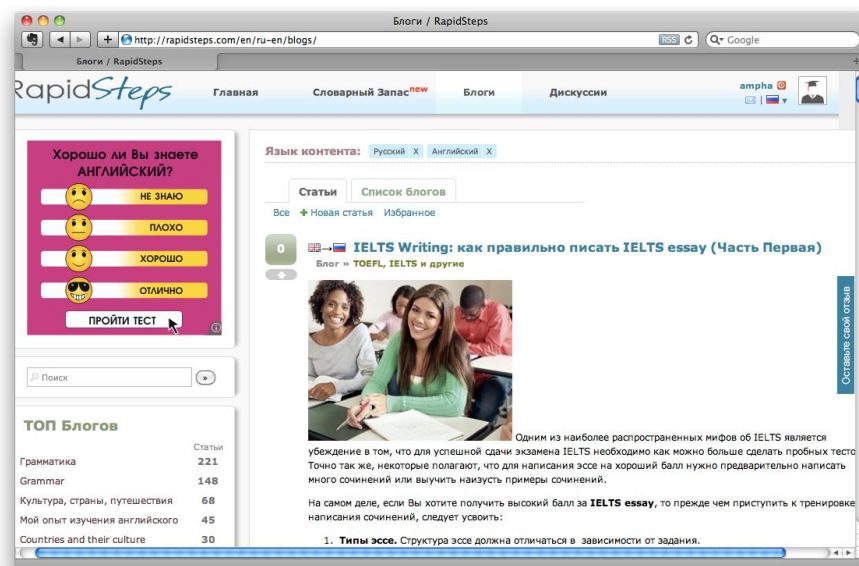 Блоги / RapidSteps
http://rapidsteps.com/en/ru-en/blogs/
RSS
Google
Блоги / RapidSteps
RapidSteps
Главная
Словарный Запас new
Блоги
Дискуссии
ampha
Хорошо ли Вы знаете
АНГЛИЙСКИЙ?
НЕ ЗНАЮ
ПЛОХО
ХОРОШО
ОТЛИЧНО
ПРОЙТИ ТЕСТ
Поиск
»
ТОП Блогов
Статьи
Грамматика 221
Grammar 148
Культура, страны, путешествия 68
Мой опыт изучения английского 45
Countries and their culture 30
Язык контента: Русский X Английский X
Статьи Список блогов
Все + Новая статья Избранное
0
IELTS Writing: как правильно писать IELTS essay (Часть Первая)
Блог » TOEFL, IELTS и другие
Одним из наиболее распространенных мифов об IELTS является
убеждение в том, что для успешной сдачи экзамена IELTS необходимо как можно больше сделать пробных тесто
Точно так же, некоторые полагают, что для написания эссе на хороший балл нужно предварительно написать
много сочинений или выучить наизусть примеры сочинений.
На самом деле, если Вы хотите получить высокий балл за IELTS essay, то прежде чем приступить к тренировке
написания сочинений, следует усвоить:
1. Типы эссе. Структура эссе должна отличаться в зависимости от задания.
Оставьте свой отзыв